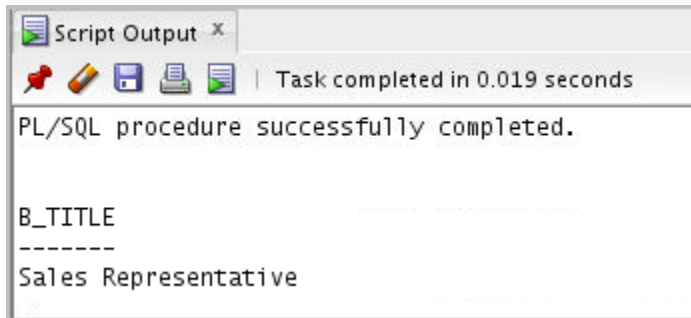 Script Output x
Task completed in 0.019 seconds
PL/SQL procedure successfully completed.
B_TITLE
-------
Sales Representative